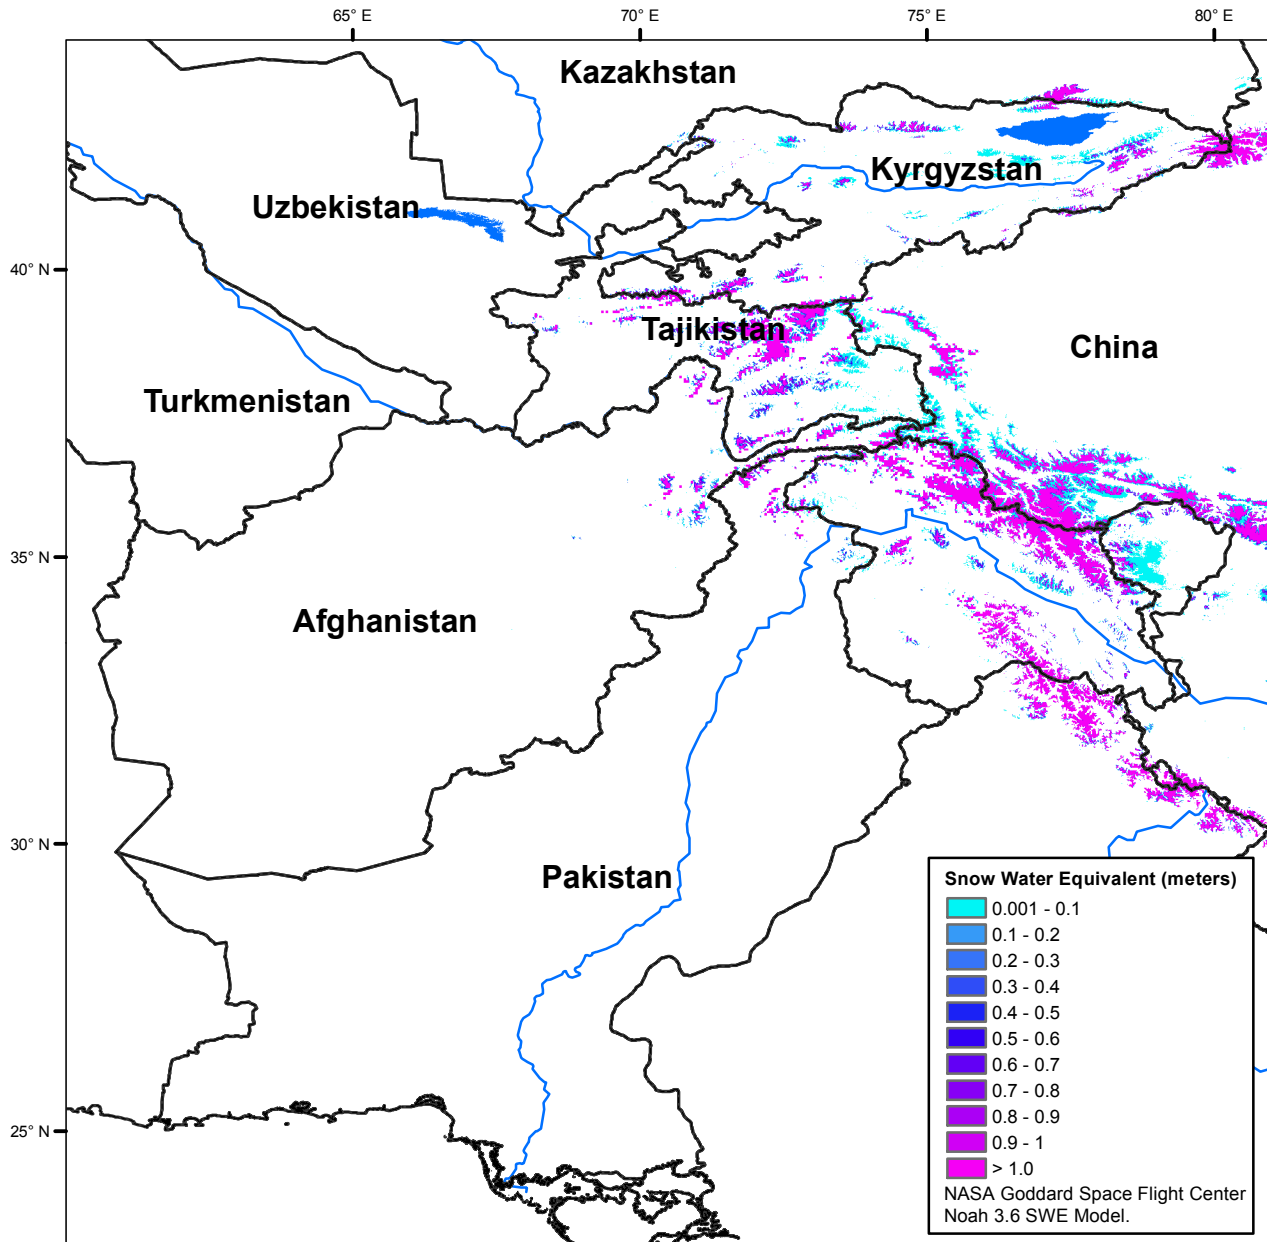 65° E
70° E
75° E
80° E
Kazakhstan
Kyrgyzstan
Uzbekistan
40° N
Tajikistan
China
Turkmenistan
35° N
Afghanistan
30° N
Pakistan
25° N
Snow Water Equivalent (meters)
0.001 - 0.1
0.1 - 0.2
0.2 - 0.3
0.3 - 0.4
0.4 - 0.5
0.5 - 0.6
0.6 - 0.7
0.7 - 0.8
0.8 - 0.9
0.9 - 1
> 1.0
NASA Goddard Space Flight Center
Noah 3.6 SWE Model.